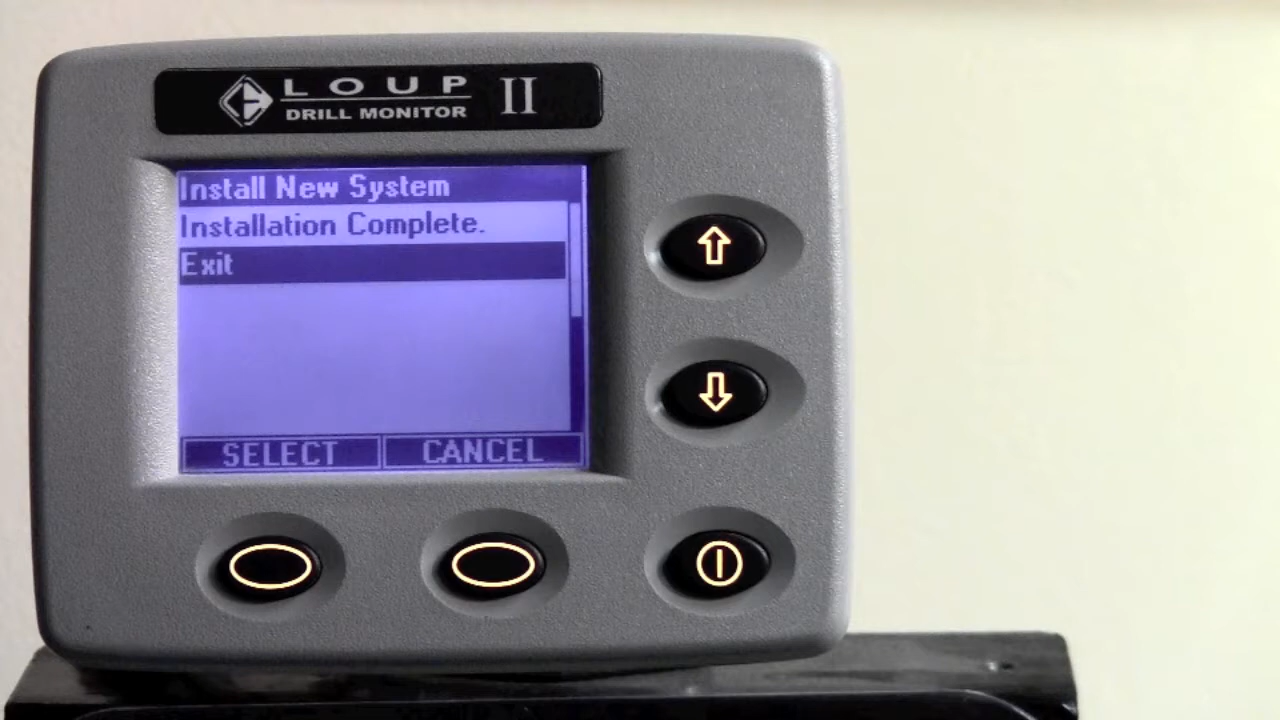 LOUP II
DRILL MONITOR
Install New System
Installation Complete.
Exit
SELECT CANCEL